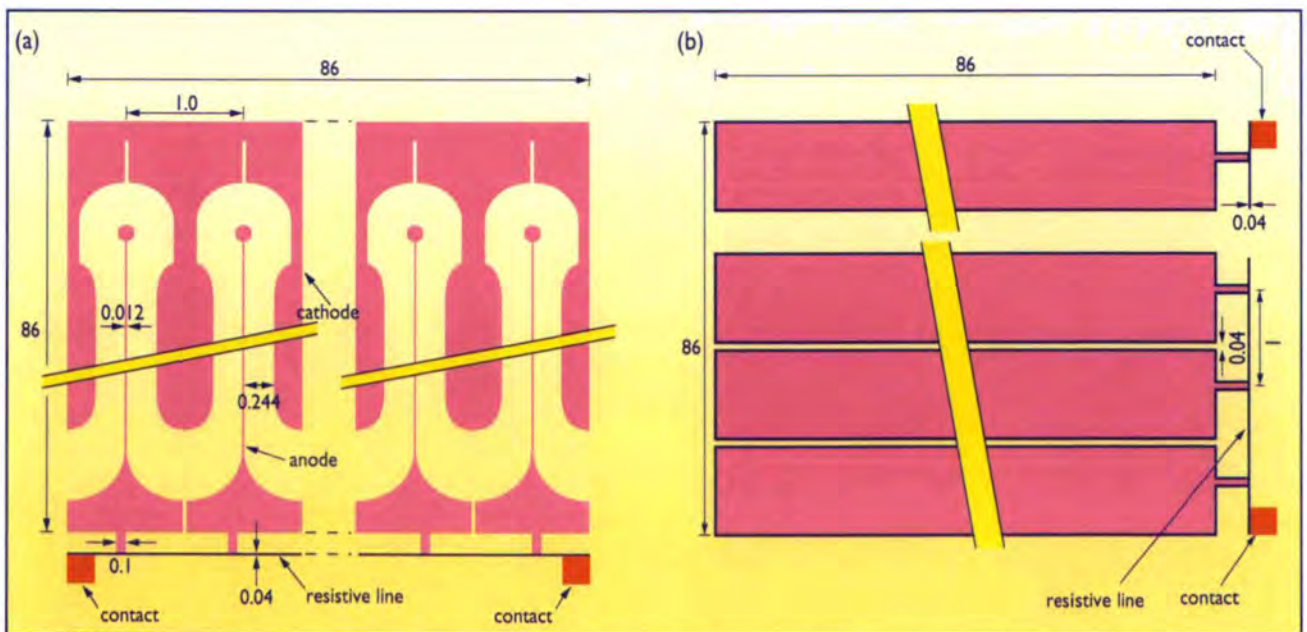 (a)
86
1.0
86
0.012
cathode
0.244
anode
0.1
0.04
resistive line
contact
contact
(b)
contact
86
0.04
86
0.04
1
resistive line
contact